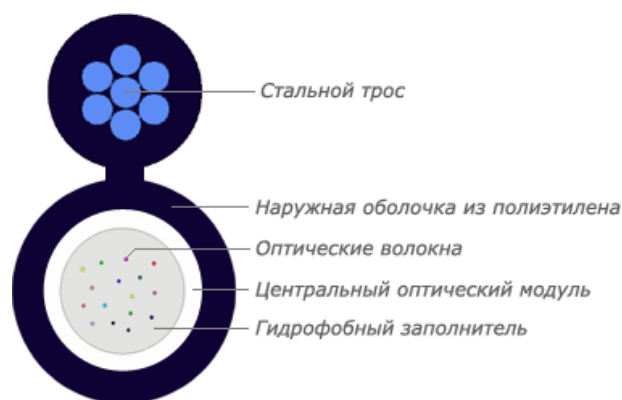 Стальной трос
Наружная оболочка из полиэтилена
Оптические волокна
Центральный оптический модуль
Гидрофобный заполнитель